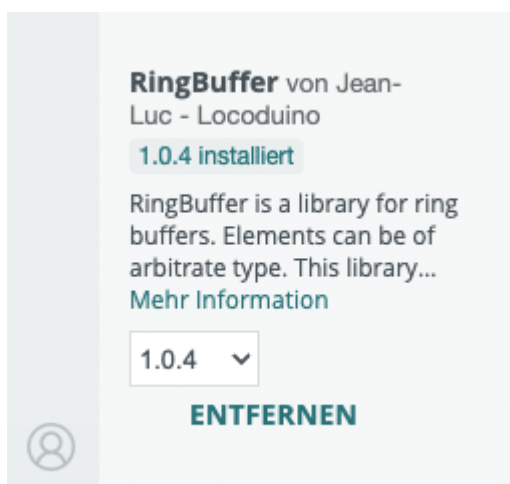 RingBuffer von Jean-
Luc - Locoduino
1.0.4 installiert
RingBuffer is a library for ring
buffers. Elements can be of
arbitrate type. This library...
Mehr Information
1.0.4
ENTFERNEN